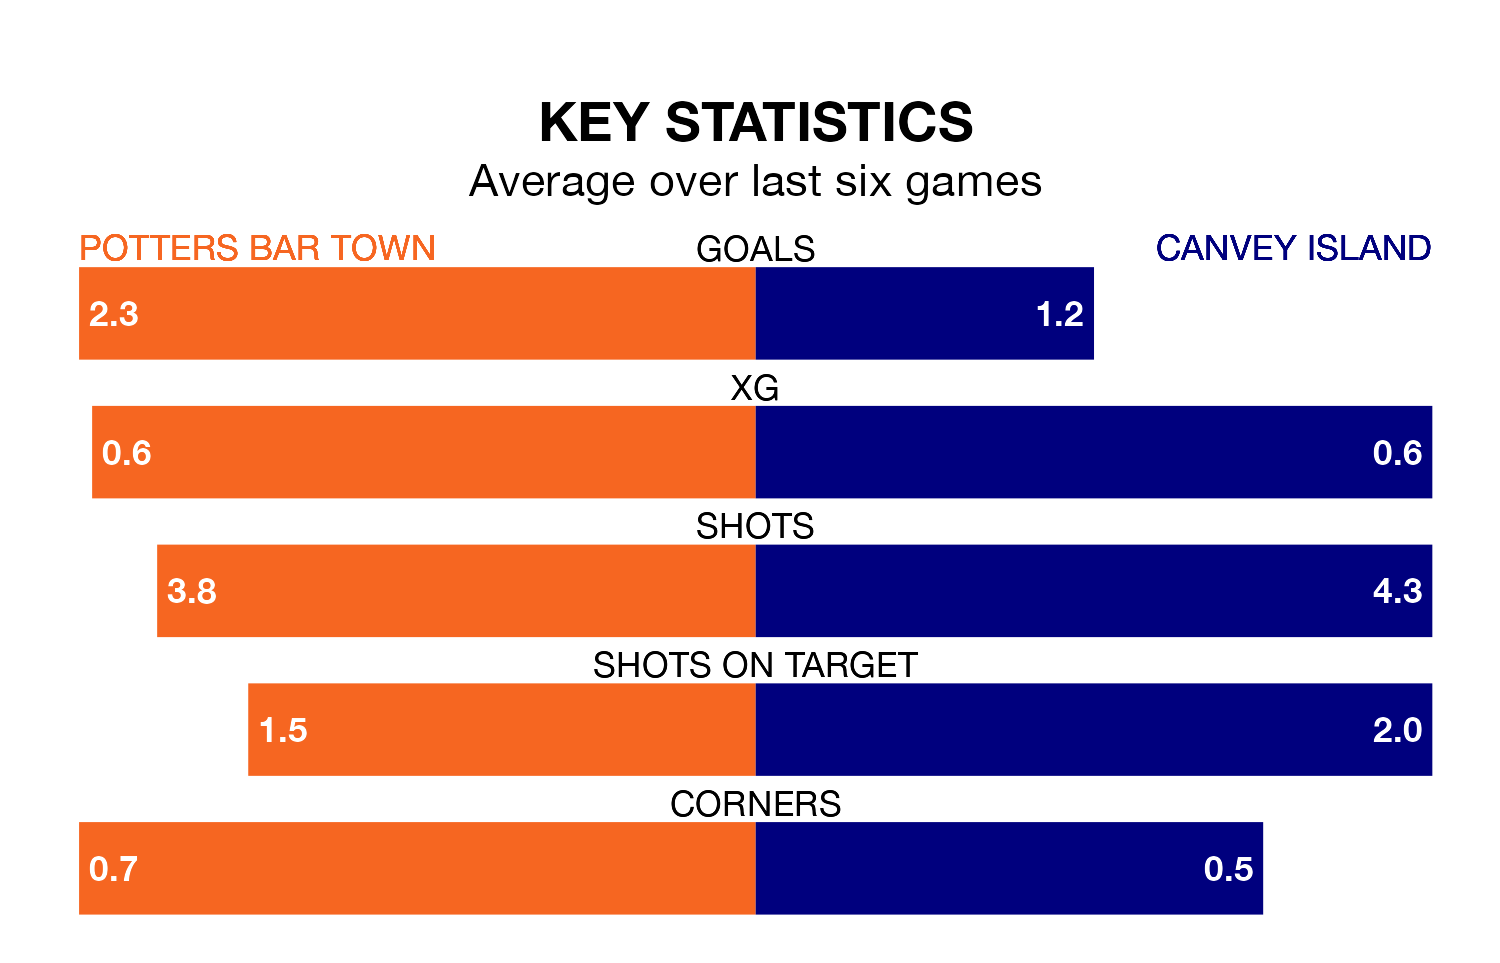 KEY STATISTICS
Average over last six games
POTTERS BAR TOWN GOALS CANVEY ISLAND
2.3 1.2
XG
0.6 0.6
SHOTS
3.8 4.3
SHOTS ON TARGET
1.5 2.0
CORNERS
0.7 0.5